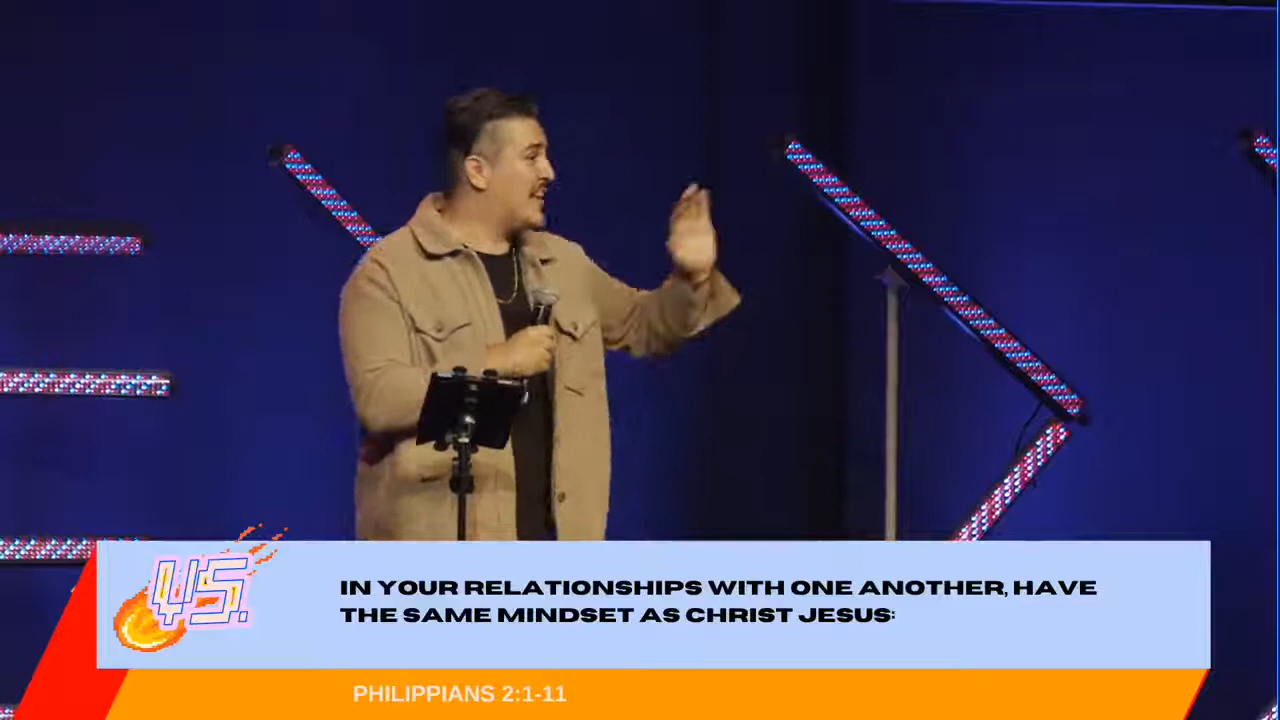 VS.
IN YOUR RELATIONSHIPS WITH ONE ANOTHER, HAVE
THE SAME MINDSET AS CHRIST JESUS:
PHILIPPIANS 2:1-11